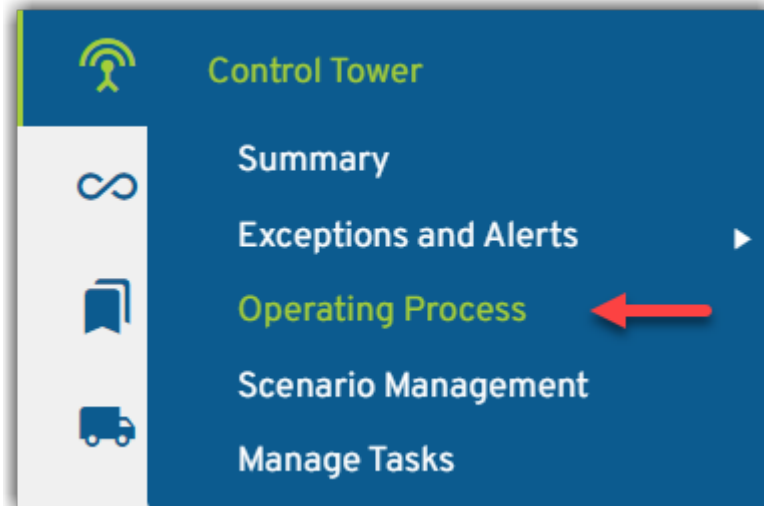 Control Tower
Summary
Exceptions and Alerts
Operating Process
Scenario Management
Manage Tasks